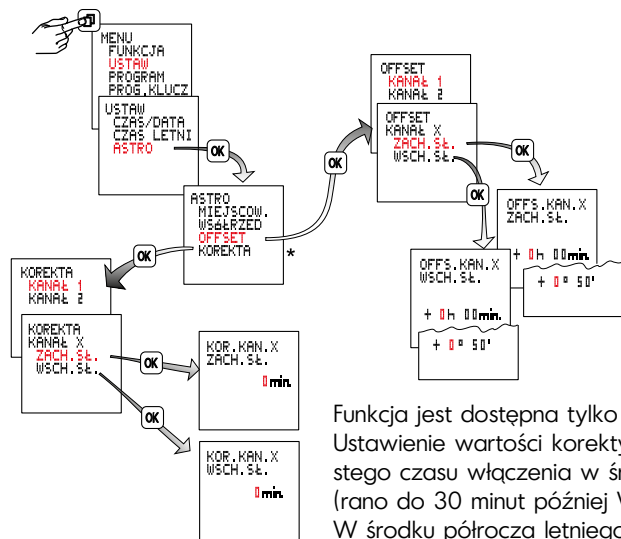 MENU
FUNKCJA
USTAW
PROGRAM
PROG.KLUCZ
USTAW
CZAS/DATA
CZAS LETNI
ASTRO
OK
ASTRO
MIEJSCOW.
WSPŁRZED
OFFSET
KOREKTA
*
OK
OFFSET
KANAŁ 1
KANAŁ 2
OFFSET
KANAŁ X
ZACH.SŁ.
WSCH.SŁ.
OK
OK
OFFS.KAN.X
ZACH.SŁ.
+ 0h 00min.
+ 0° 50'
OFFS.KAN.X
WSCH.SŁ.
+ 0h 00min.
+ 0° 50'
OK
KOREKTA
KANAŁ 1
KANAŁ 2
KOREKTA
KANAŁ X
ZACH.SŁ.
WSCH.SŁ.
OK
OK
KOR.KAN.X
ZACH.SŁ.
0min.
KOR.KAN.X
WSCH.SŁ.
0min.
Funkcja jest dostępna tylko
Ustawienie wartości korekty
stego czasu włączenia w śr
(rano do 30 minut później
W środku półrocza letniego